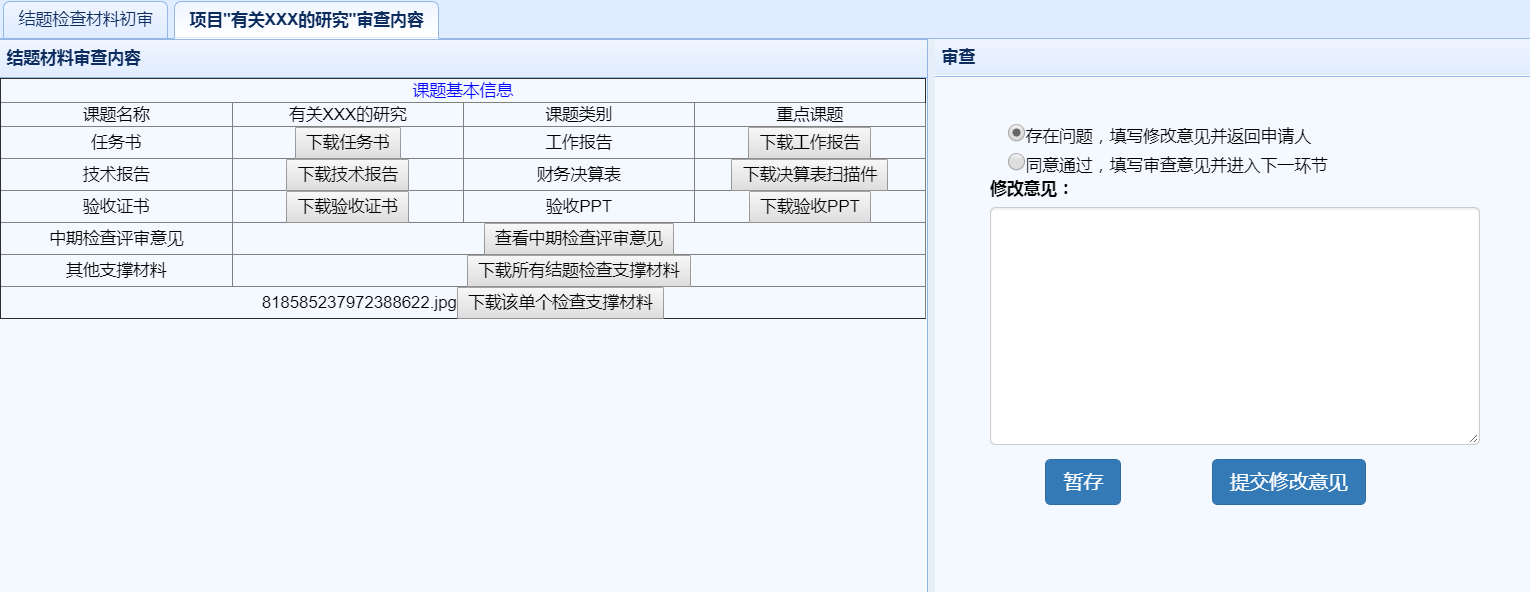 结题检查材料初审 项目"有关XXX的研究"审查内容
结题材料审查内容
课题基本信息
课题名称 有关XXX的研究 课题类别 重点课题
任务书 下载任务书 工作报告 下载工作报告
技术报告 下载技术报告 财务决算表 下载决算表扫描件
验收证书 下载验收证书 验收PPT 下载验收PPT
中期检查评审意见 查看中期检查评审意见
其他支撑材料 下载所有结题检查支撑材料
818585237972388622.jpg 下载该单个检查支撑材料
审查
存在问题，填写修改意见并返回申请人
同意通过，填写审查意见并进入下一环节
修改意见：
暂存 提交修改意见